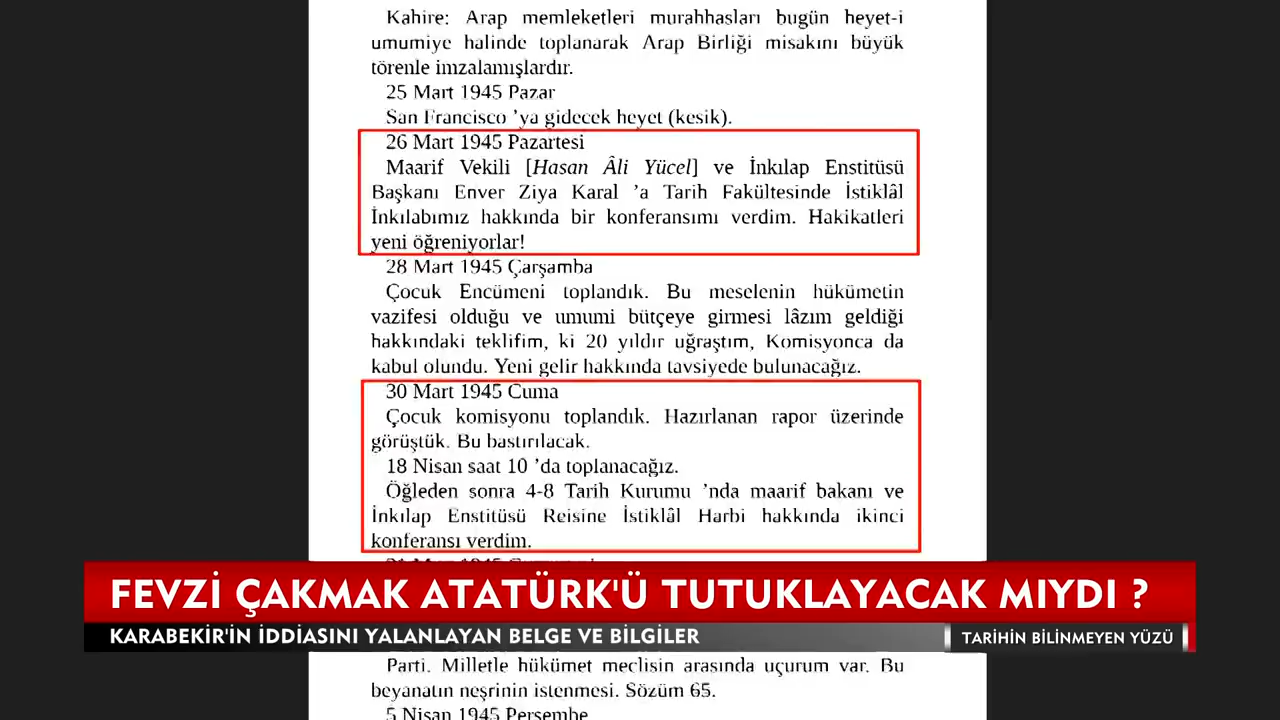 Kahire: Arap memleketleri murahhasları bugün heyet-i
umumiye halinde toplanarak Arap Birliği misakını büyük
törenle imzalamışlardır.
25 Mart 1945 Pazar
San Francisco ’ya gidecek heyet (kesik).
26 Mart 1945 Pazartesi
Maarif Vekili [Hasan Âli Yücel] ve İnkılap Enstitüsü
Başkanı Enver Ziya Karal ’a Tarih Fakültesinde İstiklâl
İnkılabımız hakkında bir konferansımı verdim. Hakikatleri
yeni öğreniyorlar!
28 Mart 1945 Çarşamba
Çocuk Encümeni toplandık. Bu meselenin hükümetin
vazifesi olduğu ve umumi bütçeye girmesi lâzım geldiği
hakkındaki teklifim, ki 20 yıldır uğraştım, Komisyonca da
kabul olundu. Yeni gelir hakkında tavsiyede bulunacağız.
30 Mart 1945 Cuma
Çocuk komisyonu toplandık. Hazırlanan rapor üzerinde
görüştük. Bu bastırılacak.
18 Nisan saat 10 ’da toplanacağız.
Öğleden sonra 4-8 Tarih Kurumu ’nda maarif bakanı ve
İnkılap Enstitüsü Reisine İstiklâl Harbi hakkında ikinci
konferansı verdim.
FEVZİ ÇAKMAK ATATÜRK'Ü TUTUKLAYACAK MIYDI ?
KARABEKİR'İN İDDİASINI YALANLAYAN BELGE VE BİLGİLER
TARİHİN BİLİNMEYEN YÜZÜ
Parti. Milletle hükümet meclisin arasında uçurum var. Bu
beyanatın neşrinin istenmesi. Sözüm 65.
5 Nisan 1945 Perşembe